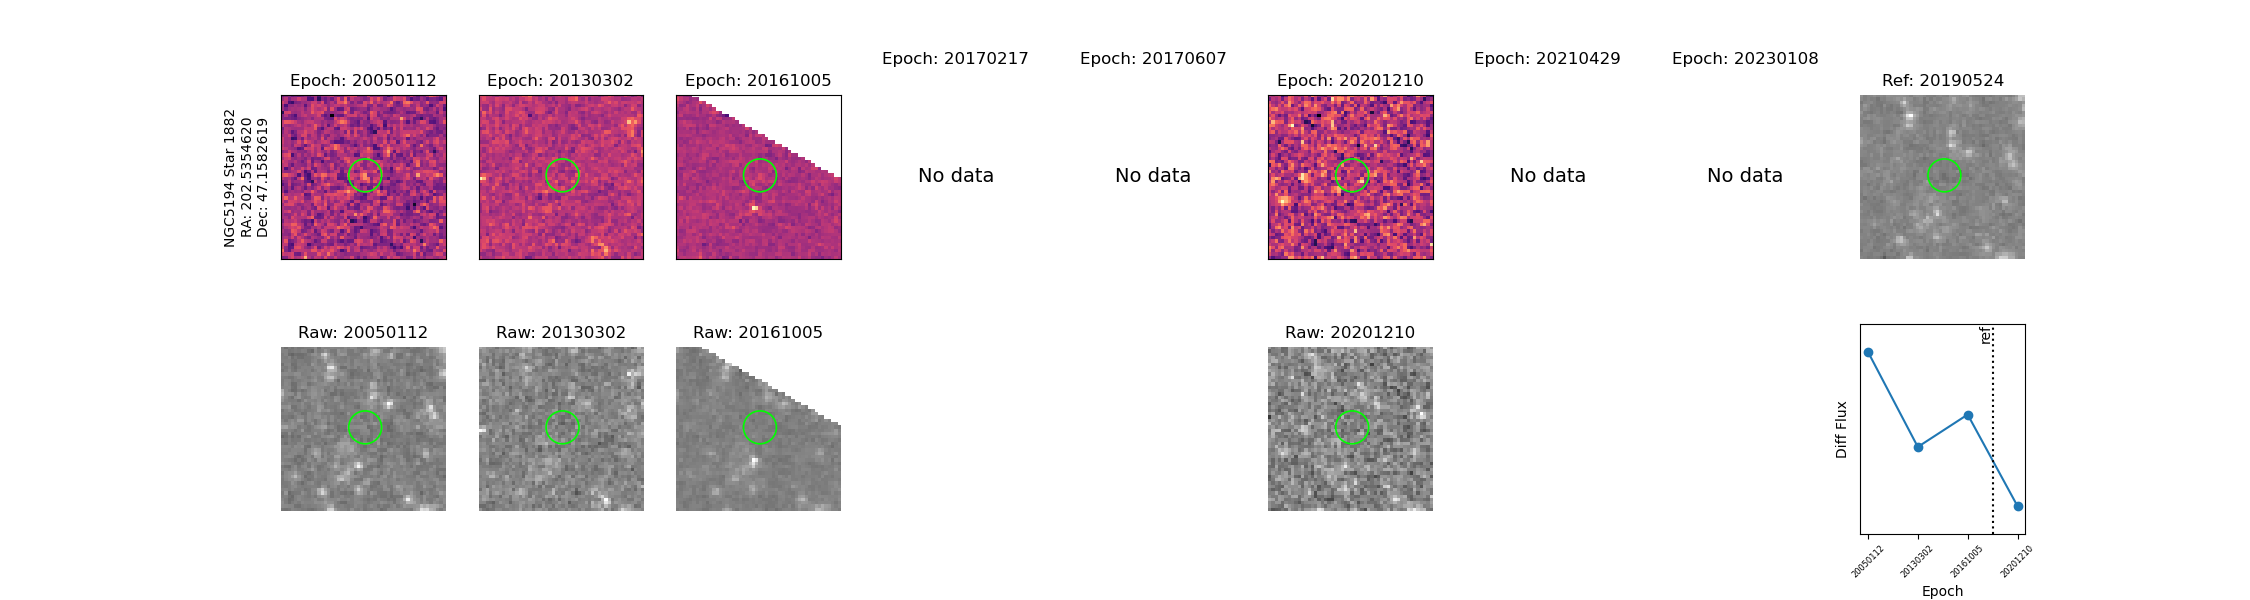 Epoch: 20050112
Epoch: 20130302
Epoch: 20161005
Epoch: 20170217
Epoch: 20170607
Epoch: 20201210
Epoch: 20210429
Epoch: 20230108
Ref: 20190524
NGC5194 Star 1882
RA: 202.5354620
Dec: 47.1582619
No data
No data
No data
No data
Raw: 20050112
Raw: 20130302
Raw: 20161005
Raw: 20201210
ref
Diff Flux
20050112
20130302
20161005
20201210
Epoch